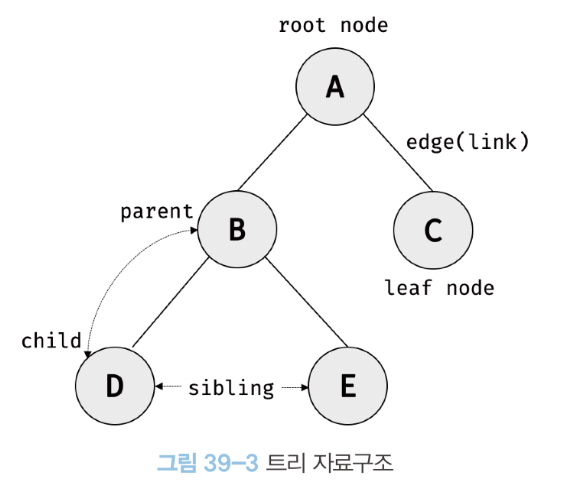 root node
A
edge(link)
parent
B
C
leaf node
child
D
sibling
E
그림 39-3 트리 자료구조